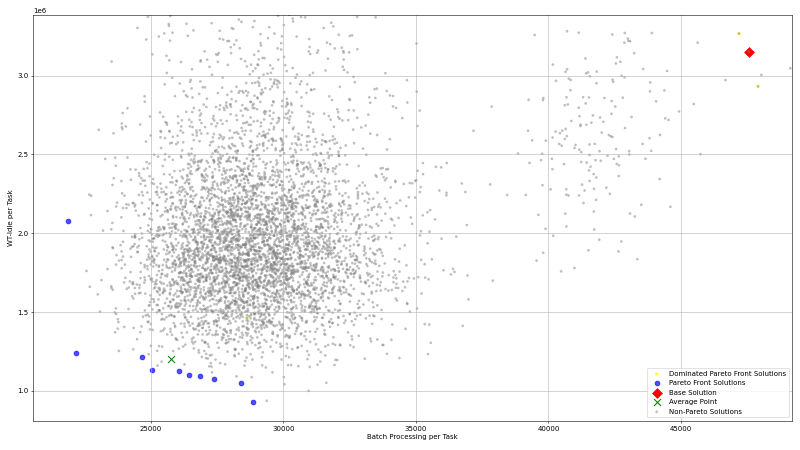 1e6
3.0
2.5
2.0
1.5
1.0
WT-Idle per Task
25000 30000 35000 40000 45000
Batch Processing per Task
Dominated Pareto Front Solutions
Pareto Front Solutions
Base Solution
Average Point
Non-Pareto Solutions